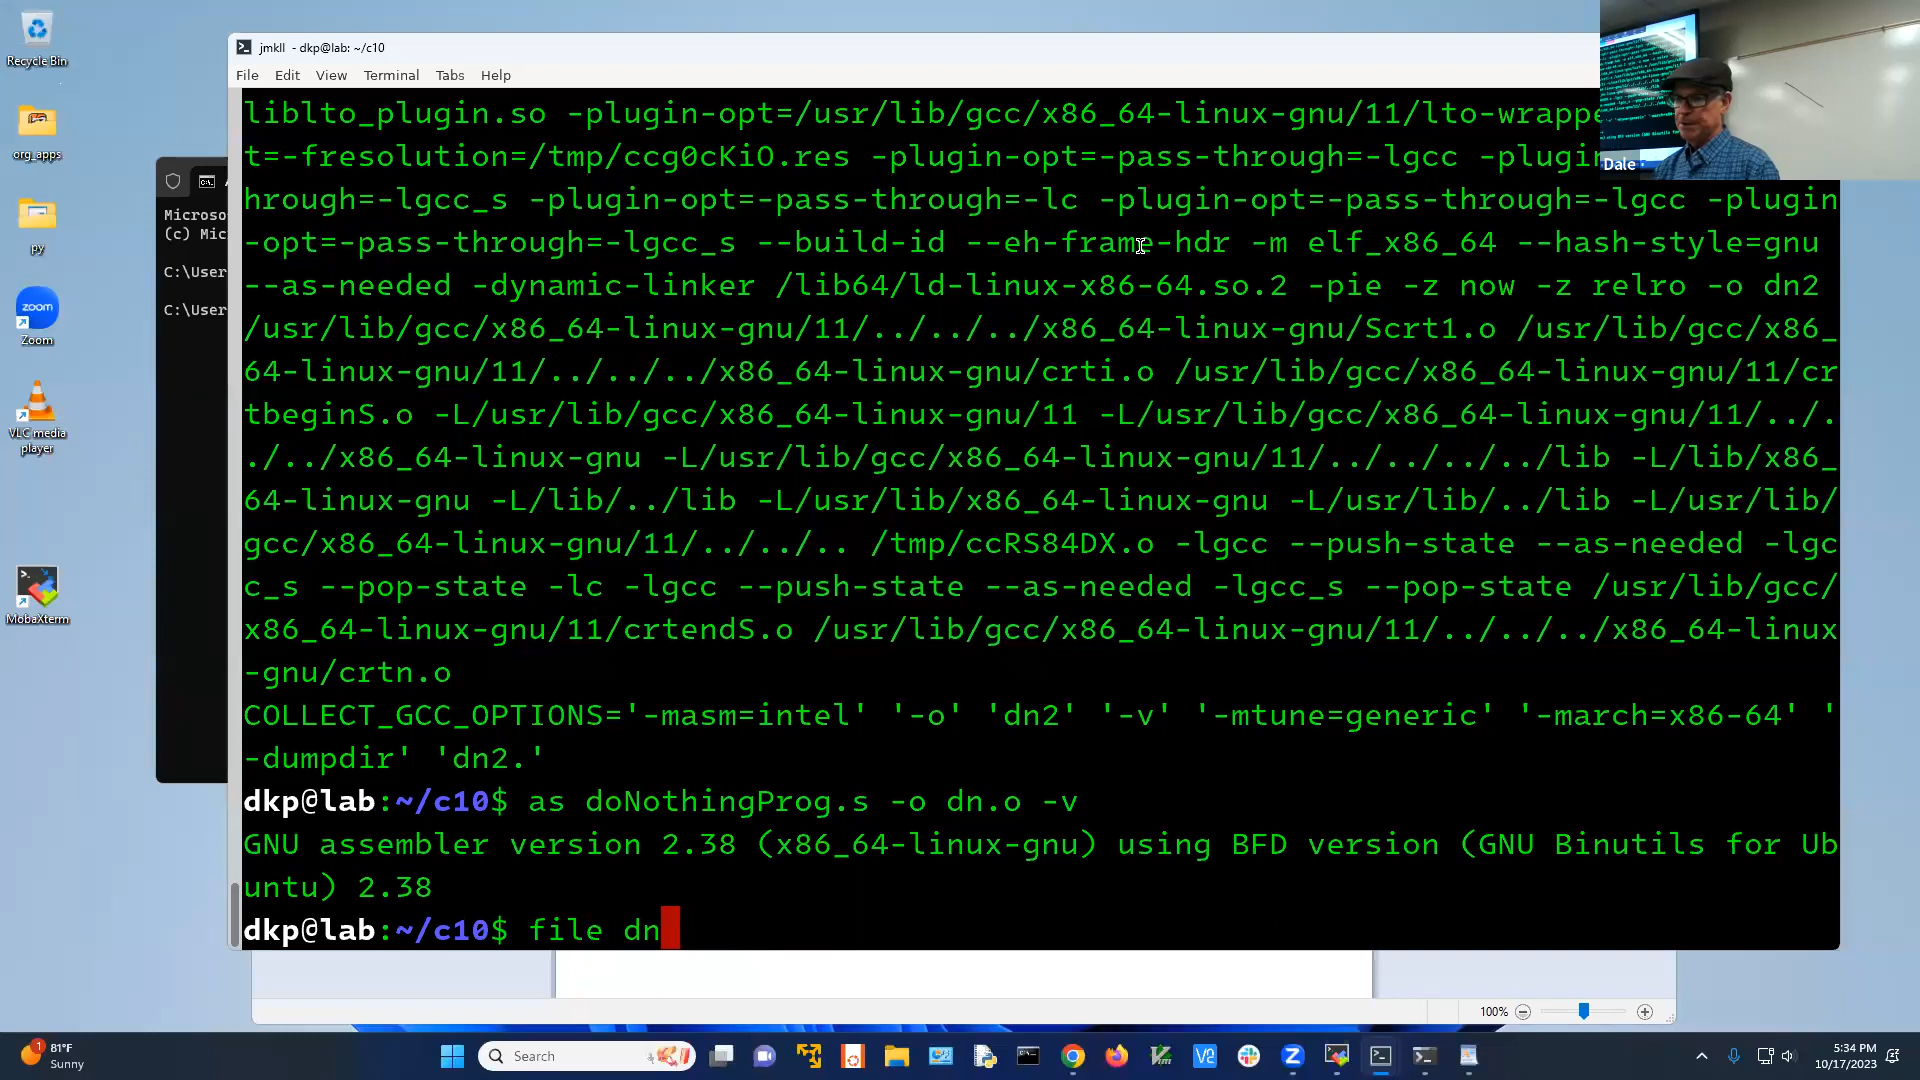 Recycle Bin
org_apps
py
zoom
Zoom
VLC media
player
MobaXterm
Microso
(c) Mic
C:\User
C:\User
jmkll - dkp@lab: ~/c10
File Edit View Terminal Tabs Help
liblto_plugin.so -plugin-opt=/usr/lib/gcc/x86_64-linux-gnu/11/lto-wrappe
t=-fresolution=/tmp/ccg0cKiO.res -plugin-opt=-pass-through=-lgcc -plugin
hrough=-lgcc_s -plugin-opt=-pass-through=-lc -plugin-opt=-pass-through=-lgcc -plugin
-opt=-pass-through=-lgcc_s --build-id --eh-frame-hdr -m elf_x86_64 --hash-style=gnu
--as-needed -dynamic-linker /lib64/ld-linux-x86-64.so.2 -pie -z now -z relro -o dn2
/usr/lib/gcc/x86_64-linux-gnu/11/../../../x86_64-linux-gnu/Scrt1.o /usr/lib/gcc/x86_
64-linux-gnu/11/../../../x86_64-linux-gnu/crti.o /usr/lib/gcc/x86_64-linux-gnu/11/cr
tbeginS.o -L/usr/lib/gcc/x86_64-linux-gnu/11 -L/usr/lib/gcc/x86_64-linux-gnu/11/../.
./../x86_64-linux-gnu -L/usr/lib/gcc/x86_64-linux-gnu/11/../../../../lib -L/lib/x86_
64-linux-gnu -L/lib/../lib -L/usr/lib/x86_64-linux-gnu -L/usr/lib/../lib -L/usr/lib/
gcc/x86_64-linux-gnu/11/../../.. /tmp/ccRS84DX.o -lgcc --push-state --as-needed -lgc
c_s --pop-state -lc -lgcc --push-state --as-needed -lgcc_s --pop-state /usr/lib/gcc/
x86_64-linux-gnu/11/crtendS.o /usr/lib/gcc/x86_64-linux-gnu/11/../../../x86_64-linux
-gnu/crtn.o
COLLECT_GCC_OPTIONS='-masm=intel' '-o' 'dn2' '-v' '-mtune=generic' '-march=x86-64' '
-dumpdir' 'dn2.'
dkp@lab:~/c10$ as doNothingProg.s -o dn.o -v
GNU assembler version 2.38 (x86_64-linux-gnu) using BFD version (GNU Binutils for Ub
untu) 2.38
dkp@lab:~/c10$ file dn
Dale
100%
1
81°F
Sunny
Search
5:34 PM
10/17/2023